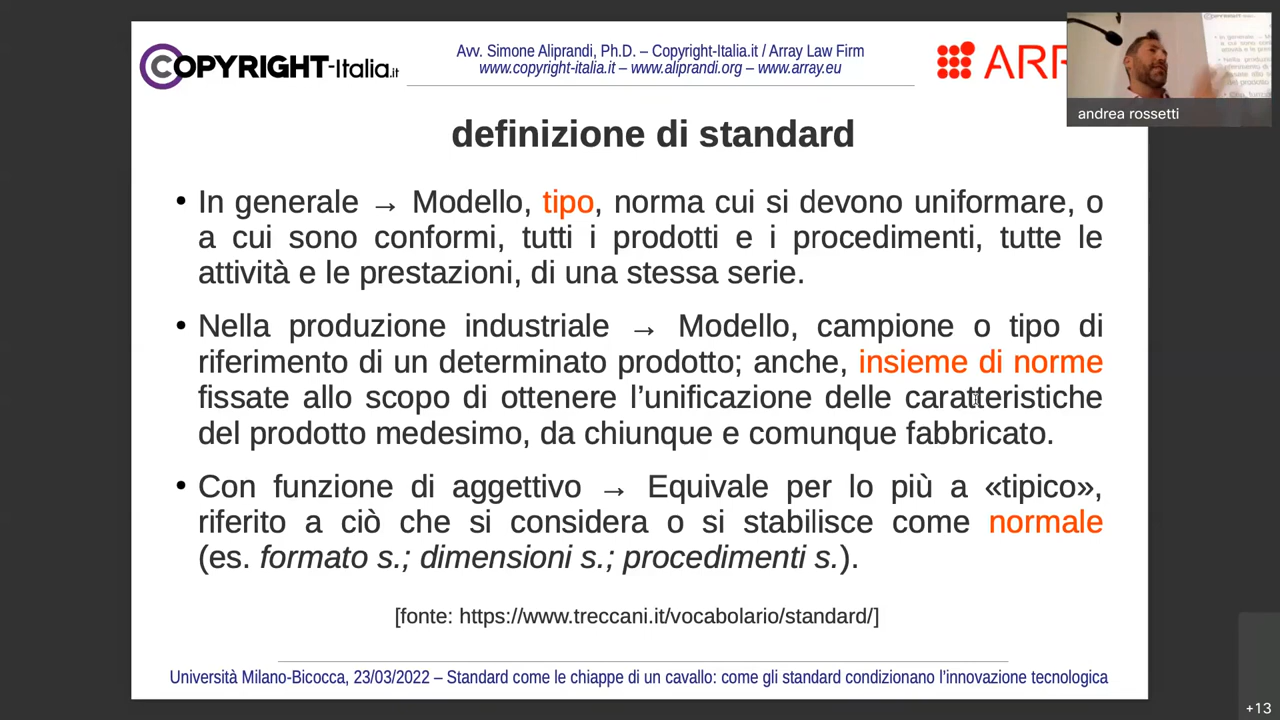 COPYRIGHT-Italia.it
Avv. Simone Aliprandi, Ph.D. – Copyright-Italia.it / Array Law Firm
www.copyright-italia.it – www.aliprandi.org – www.array.eu
ARR
andrea rossetti
definizione di standard
• In generale → Modello, tipo, norma cui si devono uniformare, o
a cui sono conformi, tutti i prodotti e i procedimenti, tutte le
attività e le prestazioni, di una stessa serie.
• Nella produzione industriale → Modello, campione o tipo di
riferimento di un determinato prodotto; anche, insieme di norme
fissate allo scopo di ottenere l’unificazione delle caratteristiche
del prodotto medesimo, da chiunque e comunque fabbricato.
• Con funzione di aggettivo → Equivale per lo più a «tipico»,
riferito a ciò che si considera o si stabilisce come normale
(es. formato s.; dimensioni s.; procedimenti s.).
[fonte: https://www.treccani.it/vocabolario/standard/]
Università Milano-Bicocca, 23/03/2022 – Standard come le chiappe di un cavallo: come gli standard condizionano l’innovazione tecnologica
+13